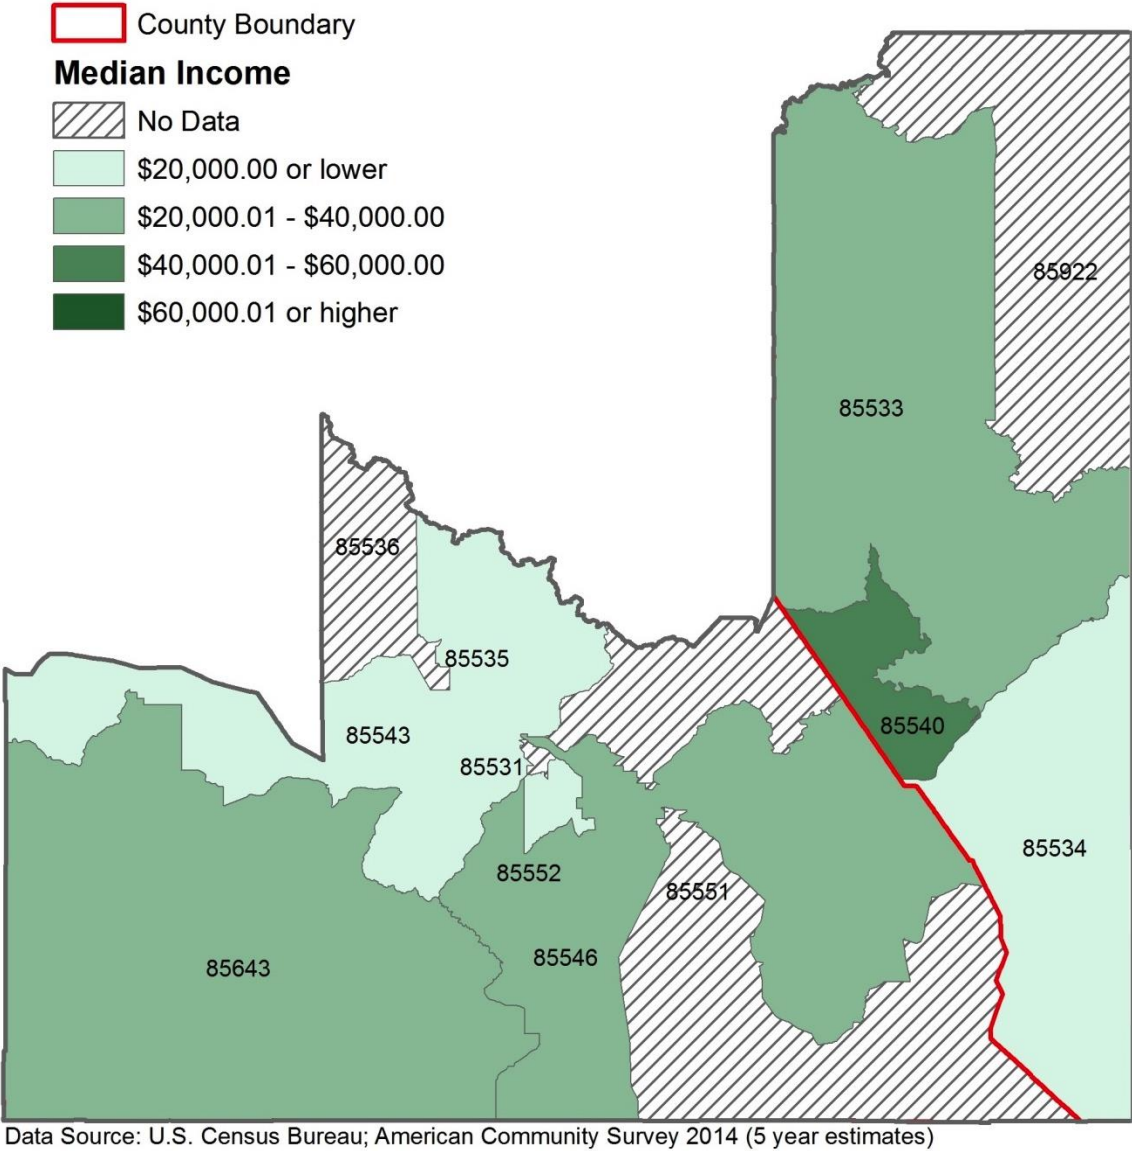 County Boundary
Median Income
No Data
$20,000.00 or lower
$20,000.01 - $40,000.00
$40,000.01 - $60,000.00
$60,000.01 or higher
85922
85533
85536
85535
85540
85543
85531
85534
85552
85551
85546
85643
Data Source: U.S. Census Bureau; American Community Survey 2014 (5 year estimates)